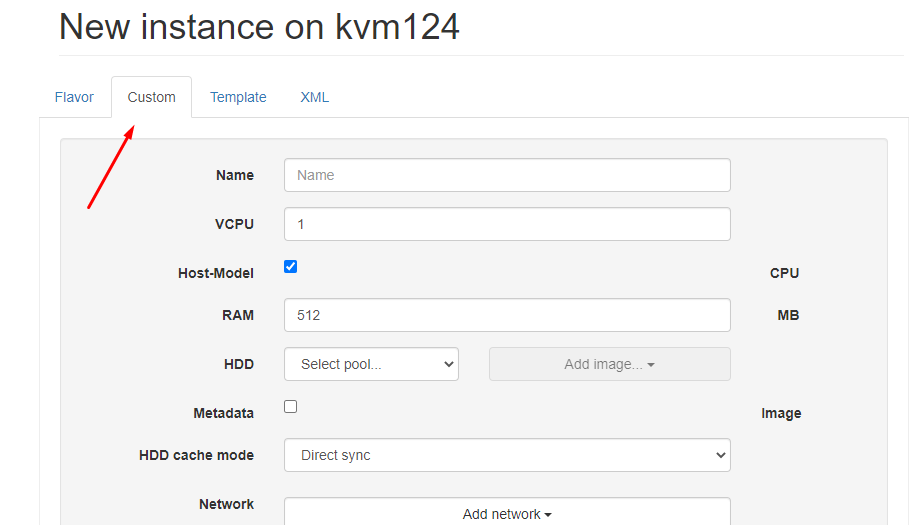 New instance on kvm124
Flavor Custom Template XML
Name Name
VCPU 1
Host-Model CPU
RAM 512 MB
HDD Select pool... Add image...
Metadata Image
HDD cache mode Direct sync
Network Add network